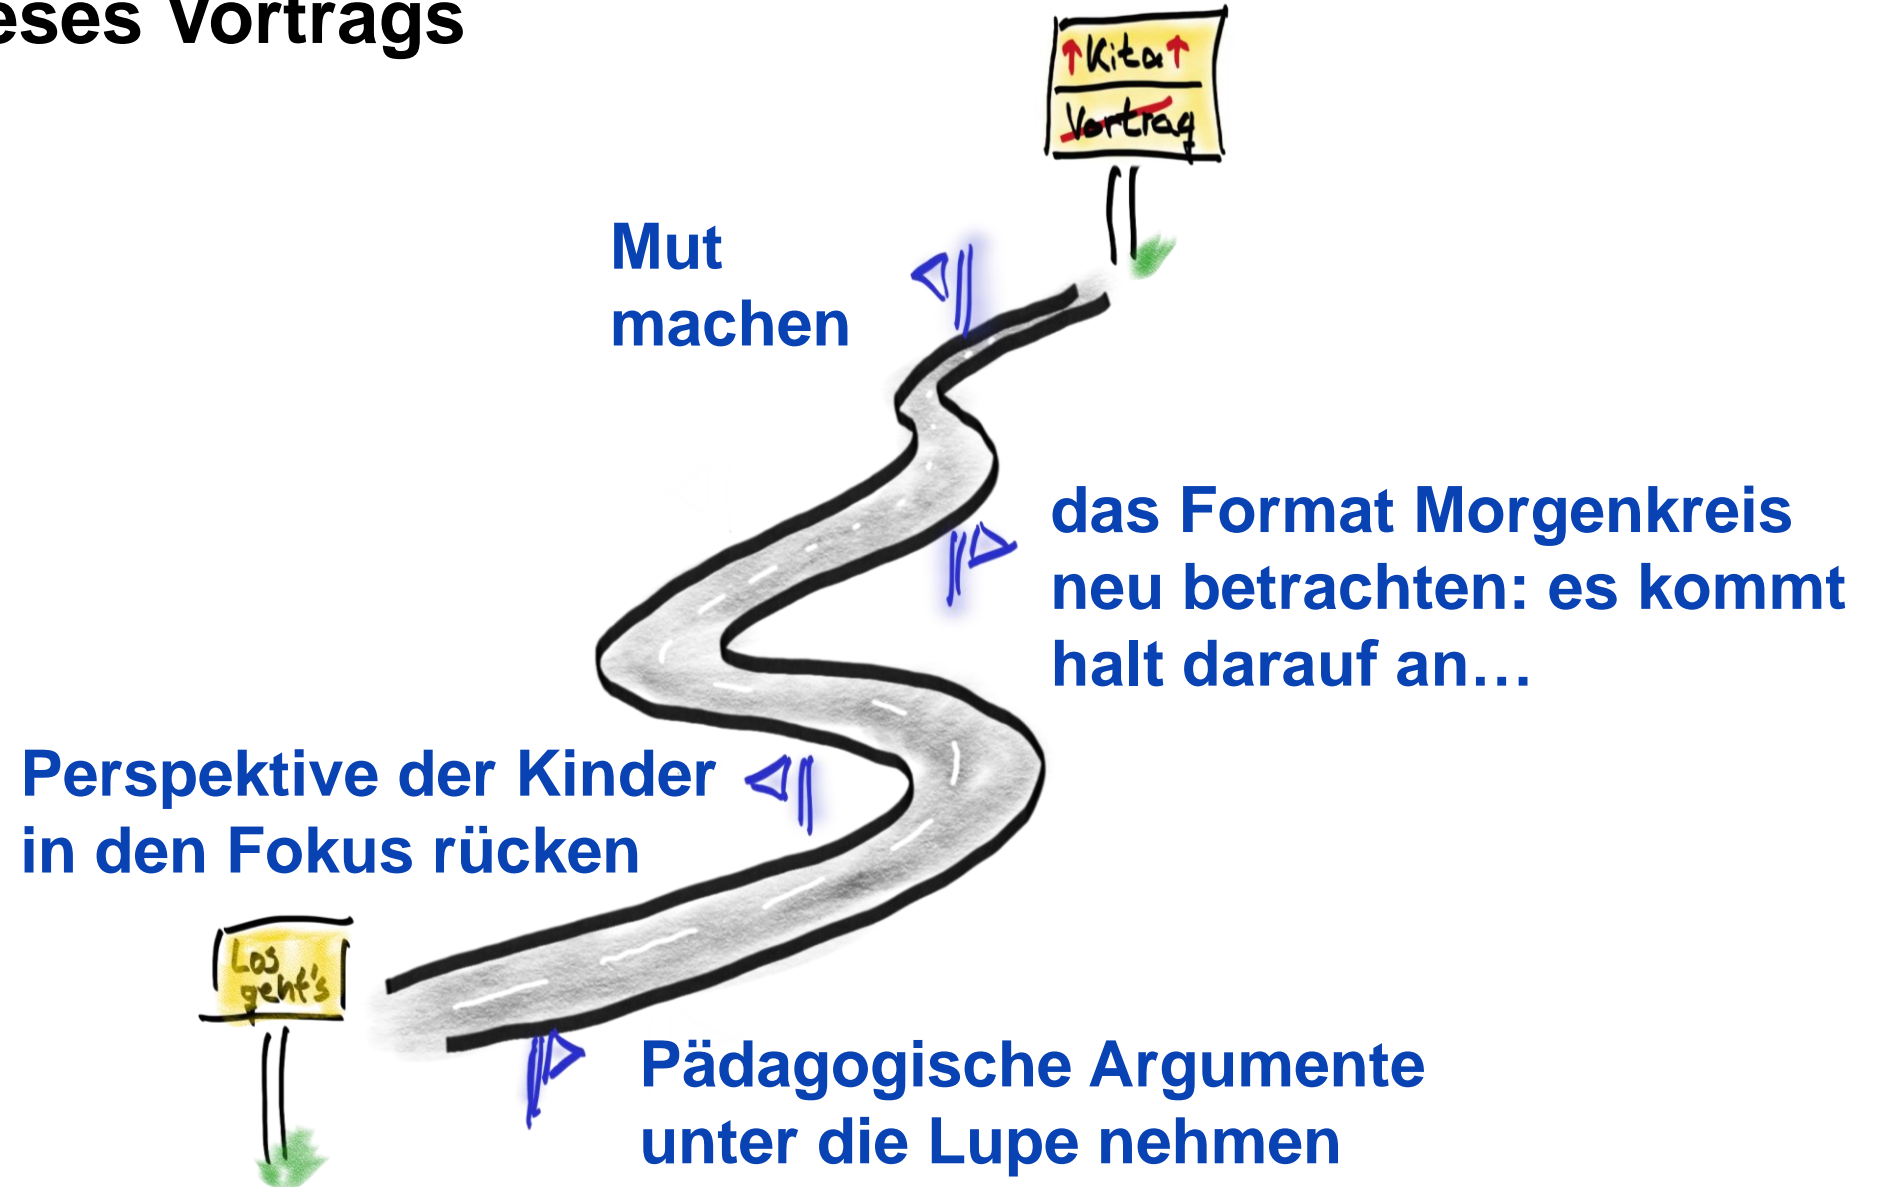 eses Vortrags
↑Kita↑
Vortrag
Mut
machen
das Format Morgenkreis
neu betrachten: es kommt
halt darauf an…
Perspektive der Kinder
in den Fokus rücken
Los
geht's
Pädagogische Argumente
unter die Lupe nehmen